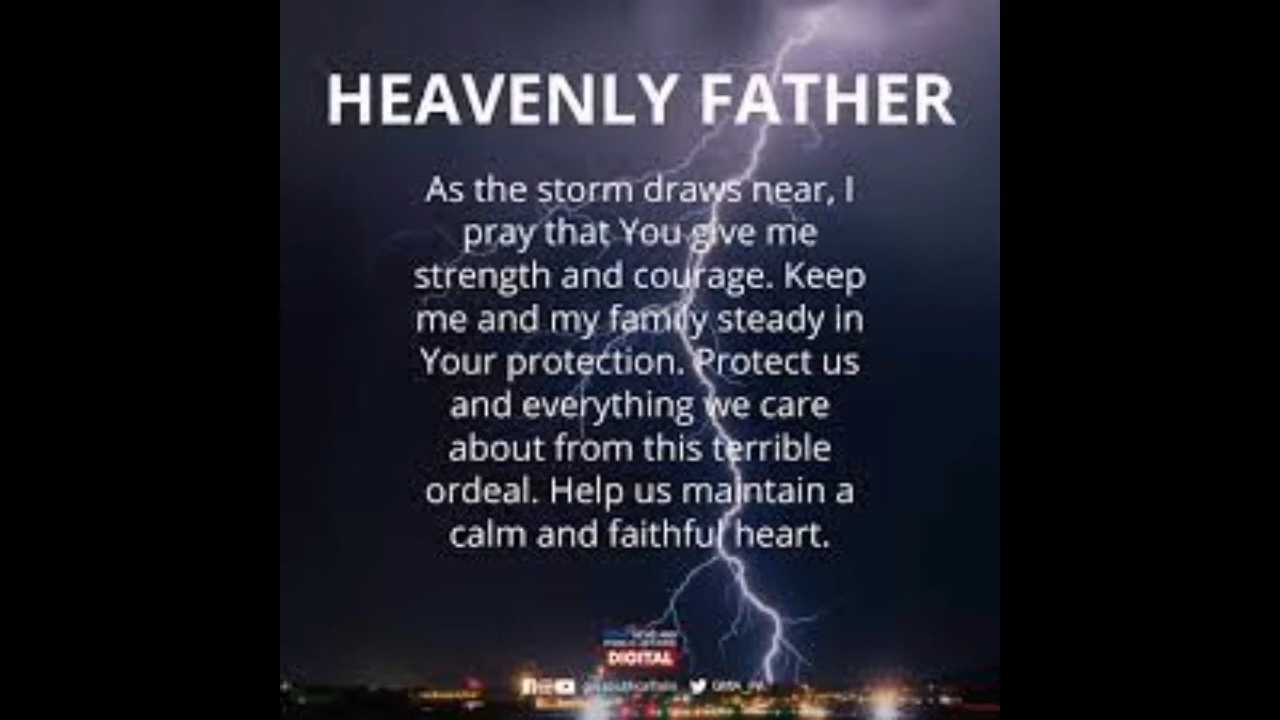 HEAVENLY FATHER
As the storm draws near, I
pray that You give me
strength and courage. Keep
me and my family steady in
Your protection. Protect us
and everything we care
about from this terrible
ordeal. Help us maintain a
calm and faithful heart.
DIGITAL